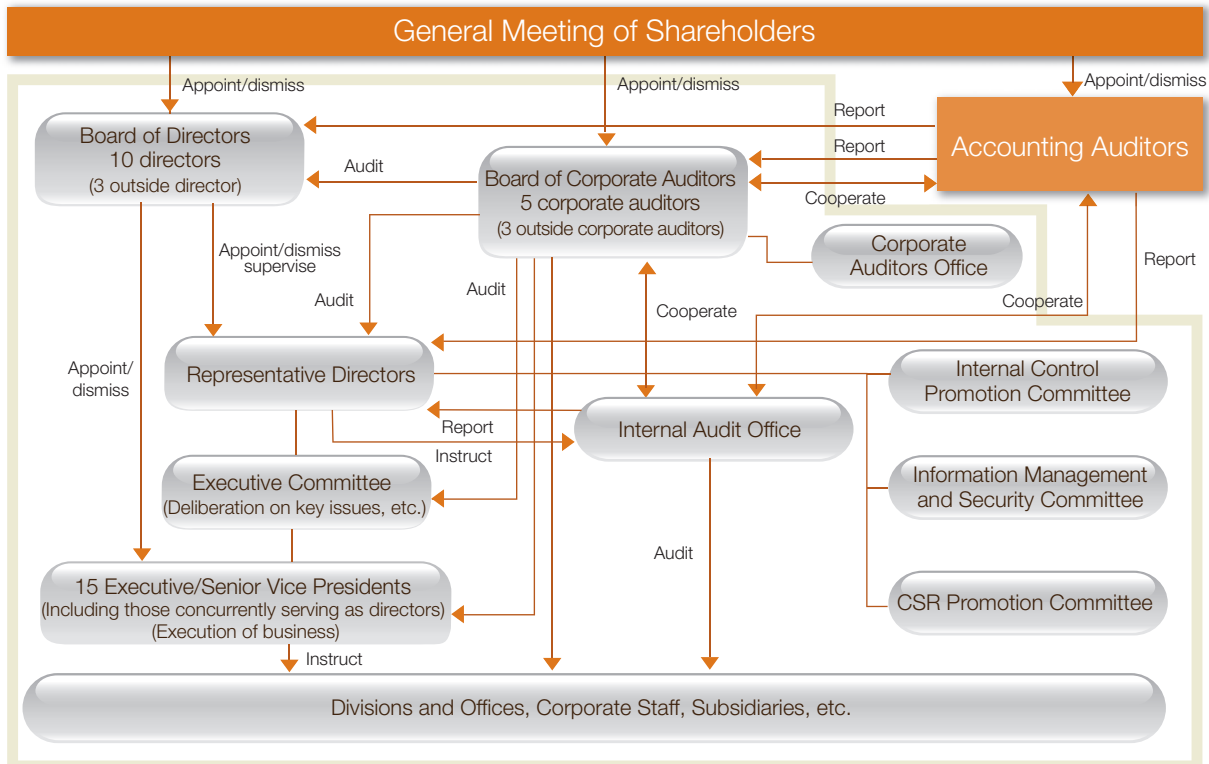 General Meeting of Shareholders
Appoint/dismiss
Appoint/dismiss
Appoint/dismiss
Board of Directors
10 directors
(3 outside director)
Report
Accounting Auditors
Report
Audit
Board of Corporate Auditors
5 corporate auditors
(3 outside corporate auditors)
Cooperate
Corporate
Auditors Office
Appoint/dismiss
supervise
Report
Audit
Audit
Cooperate
Cooperate
Appoint/
dismiss
Representative Directors
Internal Control
Promotion Committee
Report
Internal Audit Office
Instruct
Executive Committee
(Deliberation on key issues, etc.)
Information Management
and Security Committee
Audit
15 Executive/Senior Vice Presidents
(Including those concurrently serving as directors)
(Execution of business)
CSR Promotion Committee
Instruct
Divisions and Offices, Corporate Staff, Subsidiaries, etc.